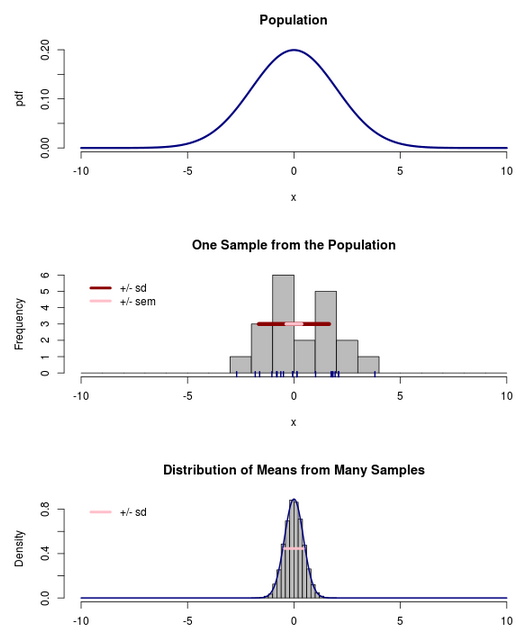 Population
pdf
0.00 0.10 0.20
-10 -5 0 5 10
x
One Sample from the Population
Frequency
0 1 2 3 4 5 6
+/- sd
+/- sem
-10 -5 0 5 10
x
Distribution of Means from Many Samples
Density
0.0 0.4 0.8
+/- sd
-10 -5 0 5 10